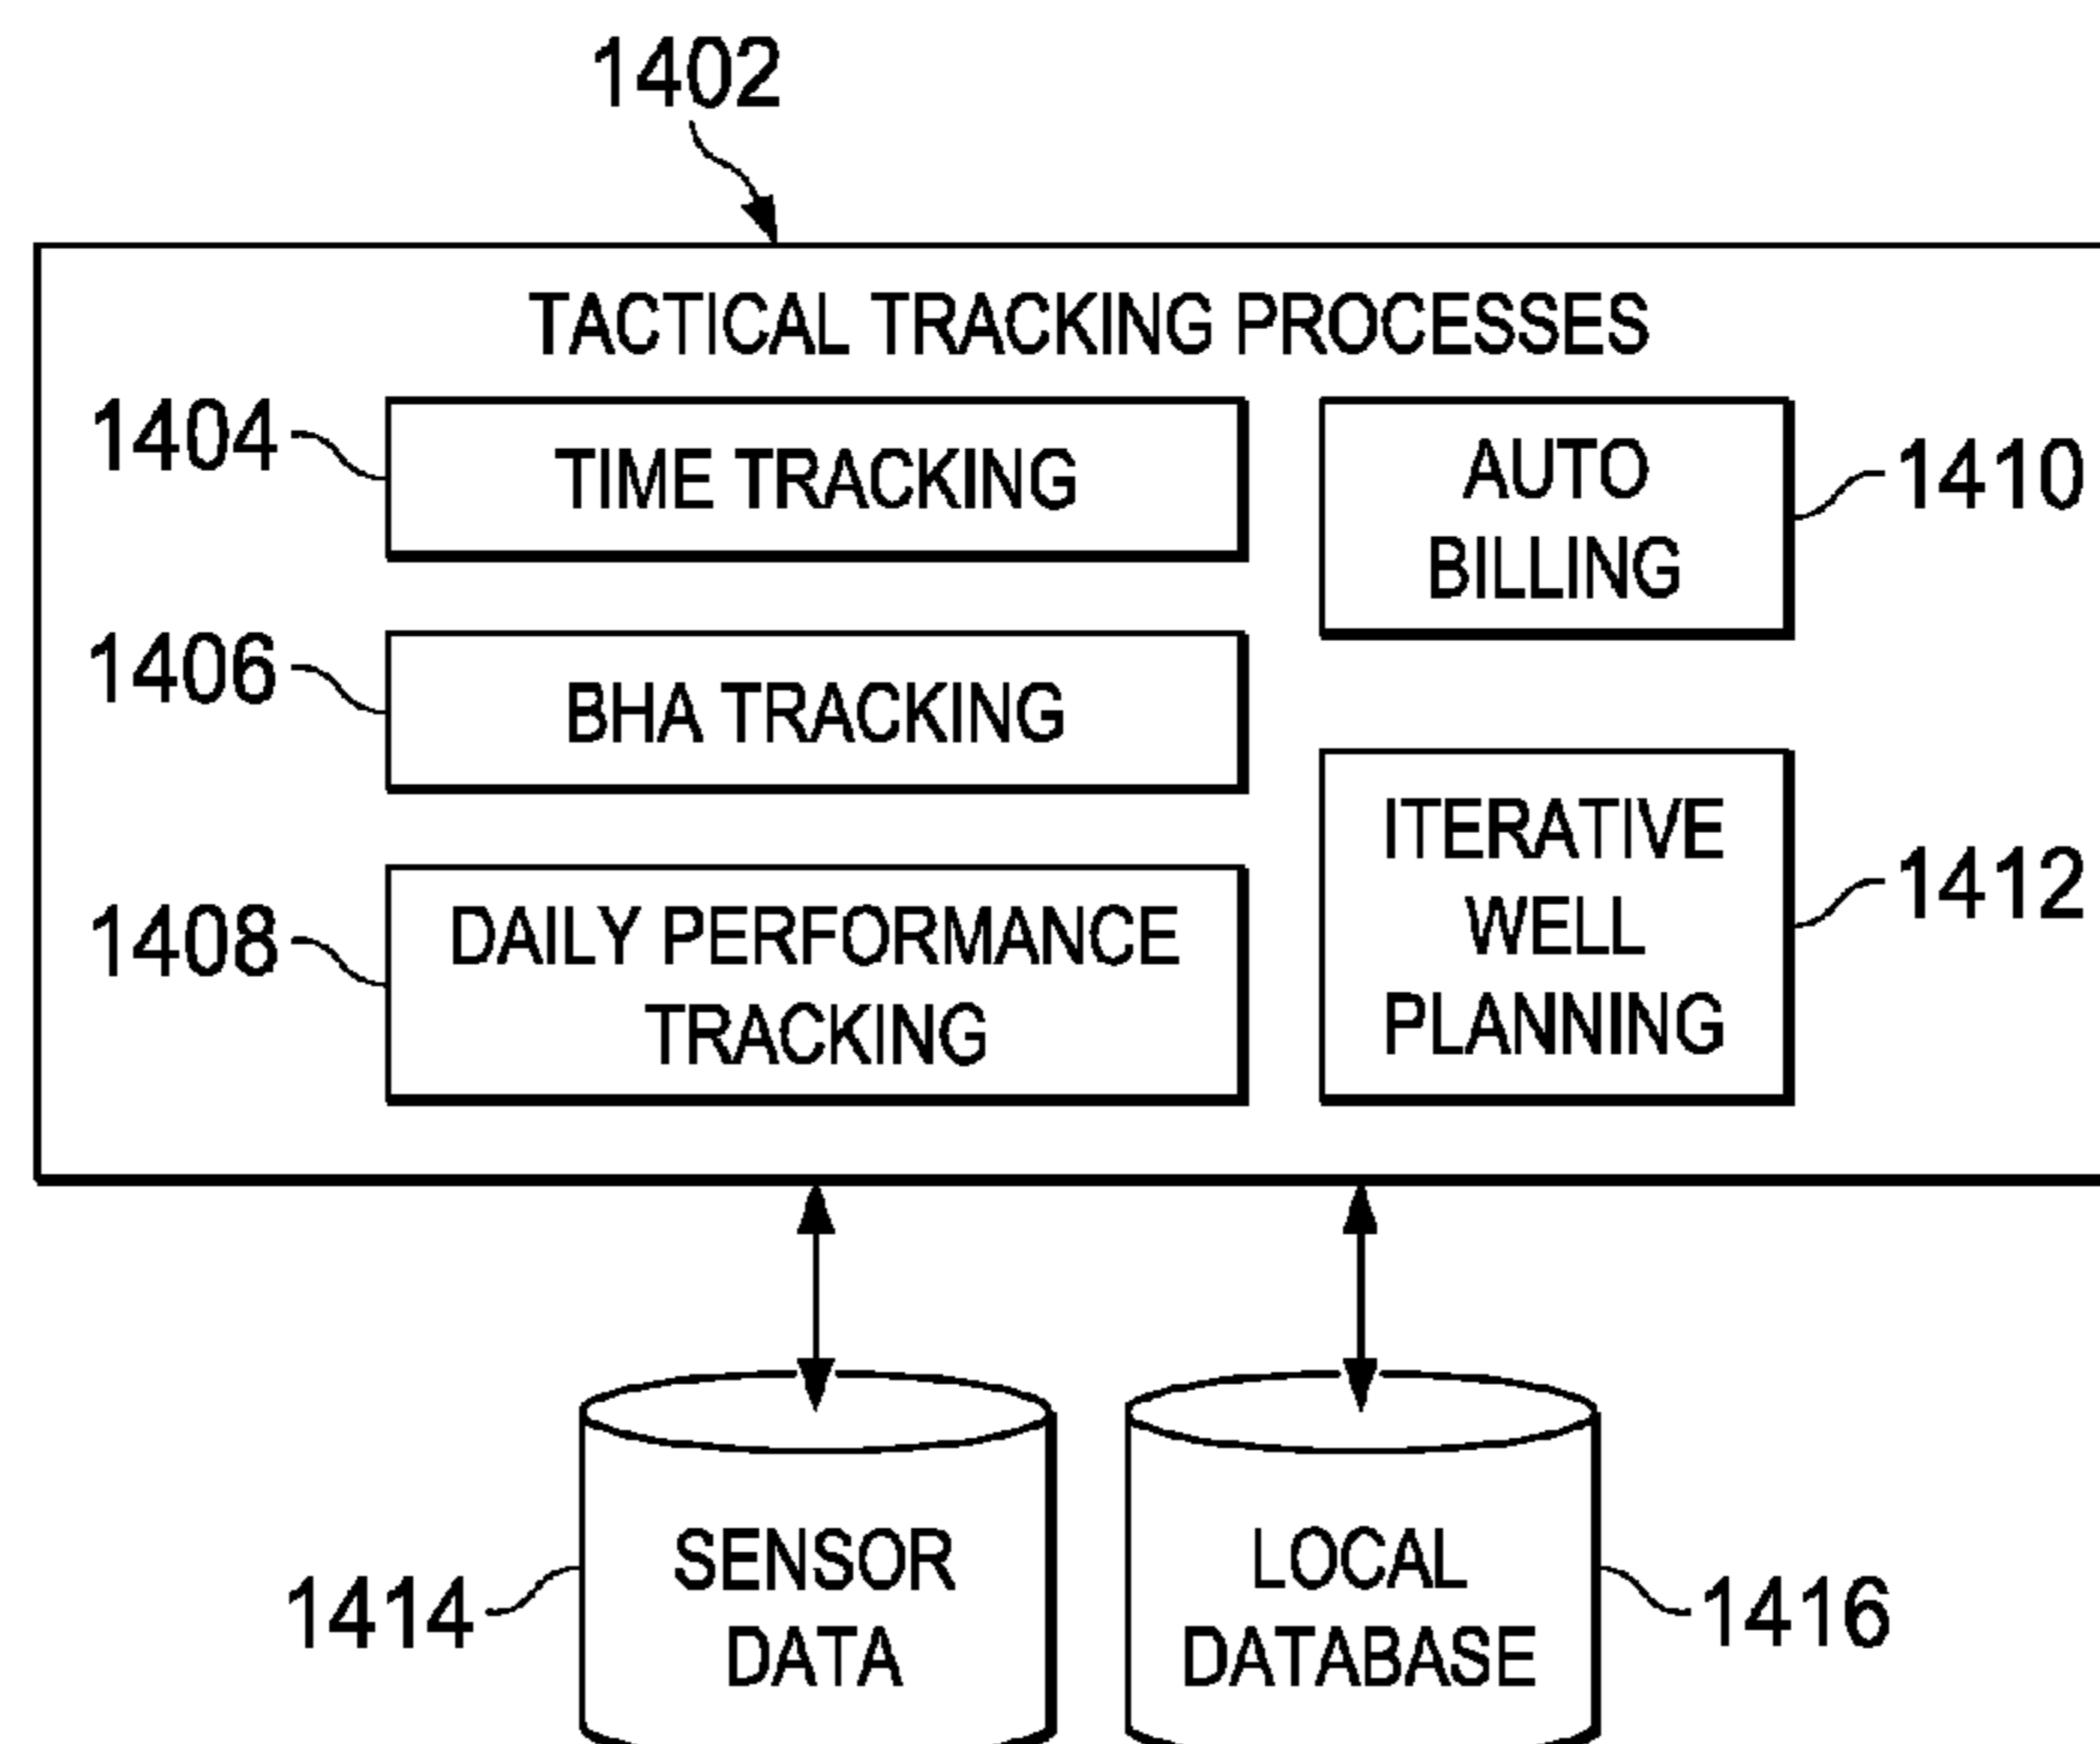 1402
TACTICAL TRACKING PROCESSES
1404
TIME TRACKING
AUTO
BILLING
1410
1406
BHA TRACKING
1408
DAILY PERFORMANCE
TRACKING
ITERATIVE
WELL
PLANNING
1412
1414
SENSOR
DATA
LOCAL
DATABASE
1416